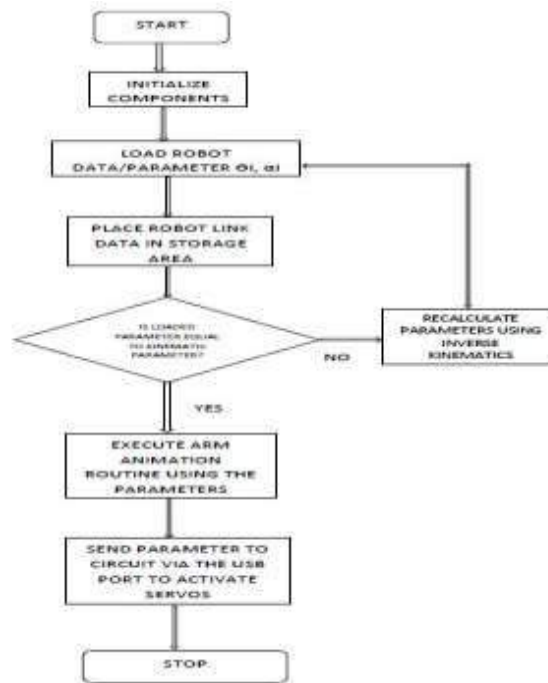 START
INITIALIZE
COMPONENTS
LOAD ROBOT
DATA/PARAMETER ΘI, αI
PLACE ROBOT LINK
DATA IN STORAGE
AREA
IS LOADED
PARAMETER EQUAL
TO KINEMATIC
PARAMETER?
NO
RECALCULATE
PARAMETERS USING
INVERSE
KINEMATICS
YES
EXECUTE ARM
ANIMATION
ROUTINE USING THE
PARAMETERS
SEND PARAMETER TO
CIRCUIT VIA THE USB
PORT TO ACTIVATE
SERVOS
STOP